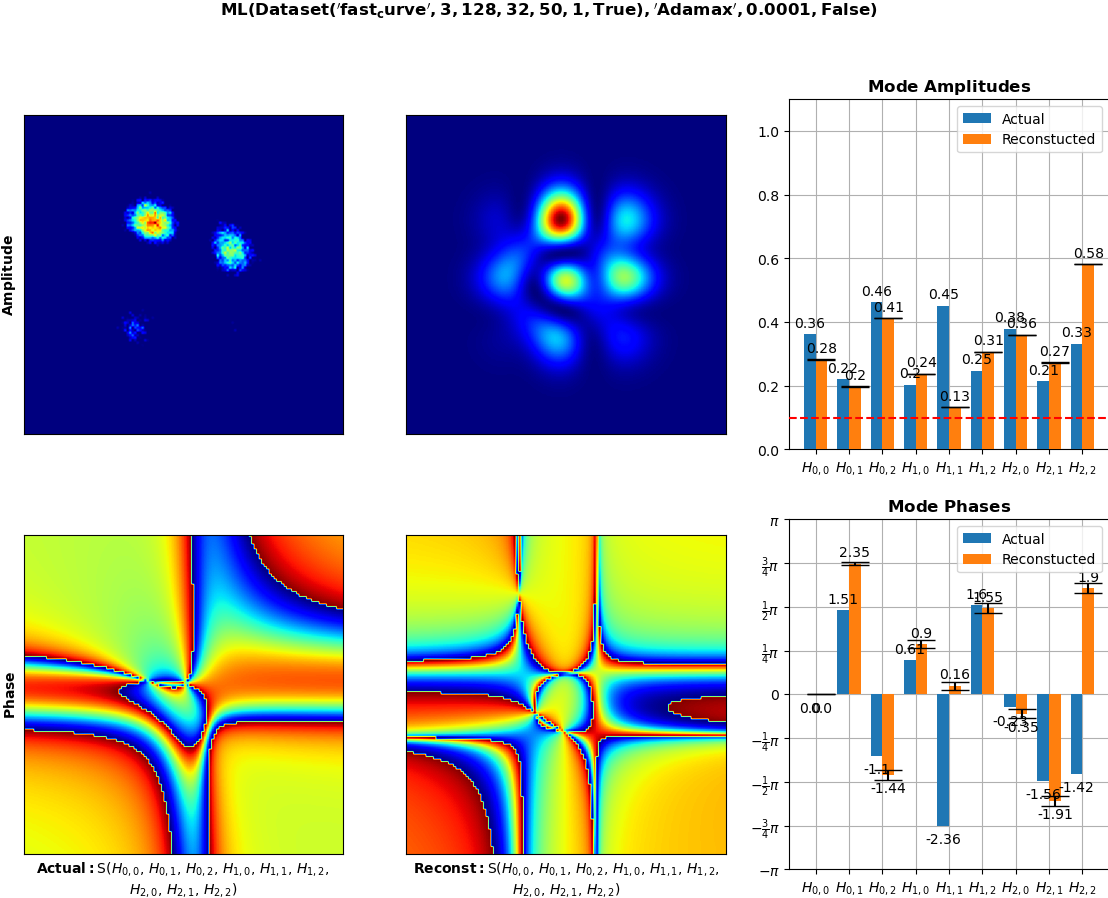 ML(Dataset('fast_curve', 3, 128, 32, 50, 1, True), 'Adamax', 0.0001, False)
Amplitude
Mode Amplitudes
Actual
Reconstucted
1.0
0.8
0.6
0.4
0.2
0.0
0.36
0.28
0.22
0.2
0.46
0.41
0.2
0.24
0.45
0.13
0.25
0.31
0.38
0.36
0.21
0.27
0.33
0.58
H0,0 H0,1 H0,2 H1,0 H1,1 H1,2 H2,0 H2,1 H2,2
Phase
Actual: S(H0,0, H0,1, H0,2, H1,0, H1,1, H1,2,
H2,0, H2,1, H2,2)
Reconst: S(H0,0, H0,1, H0,2, H1,0, H1,1, H1,2,
H2,0, H2,1, H2,2)
Mode Phases
Actual
Reconstucted
π
3/4π
1/2π
1/4π
0
−1/4π
−1/2π
−3/4π
−π
0.0
0.0
1.51
2.35
-1.1
-1.44
0.61
0.9
-2.36
0.16
1.6
1.55
-0.23
-0.35
-1.56
-1.91
-1.42
1.9
H0,0 H0,1 H0,2 H1,0 H1,1 H1,2 H2,0 H2,1 H2,2